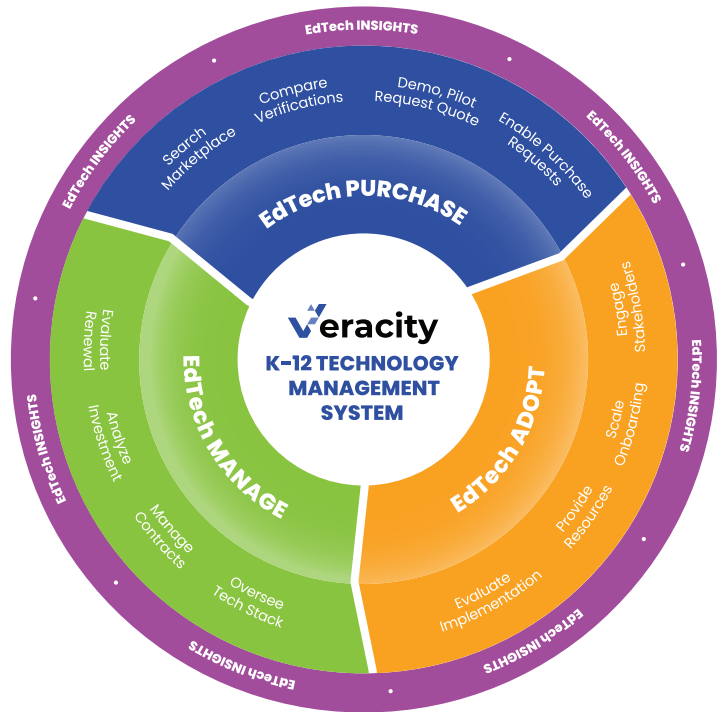 EdTech INSIGHTS
EdTech INSIGHTS
EdTech INSIGHTS
EdTech INSIGHTS
EdTech INSIGHTS
EdTech INSIGHTS
EdTech INSIGHTS
Search
Marketplace
Compare
Verifications
Demo, Pilot
Request Quote
Enable Purchase
Requests
EdTech PURCHASE
Engage
Stakeholders
Scale
Onboarding
Provide
Resources
Evaluate
Implementation
EdTech ADOPT
Oversee
Tech Stack
Manage
Contracts
Analyze
Investment
Evaluate
Renewal
EdTech MANAGE
Veracity
K-12 TECHNOLOGY
MANAGEMENT
SYSTEM